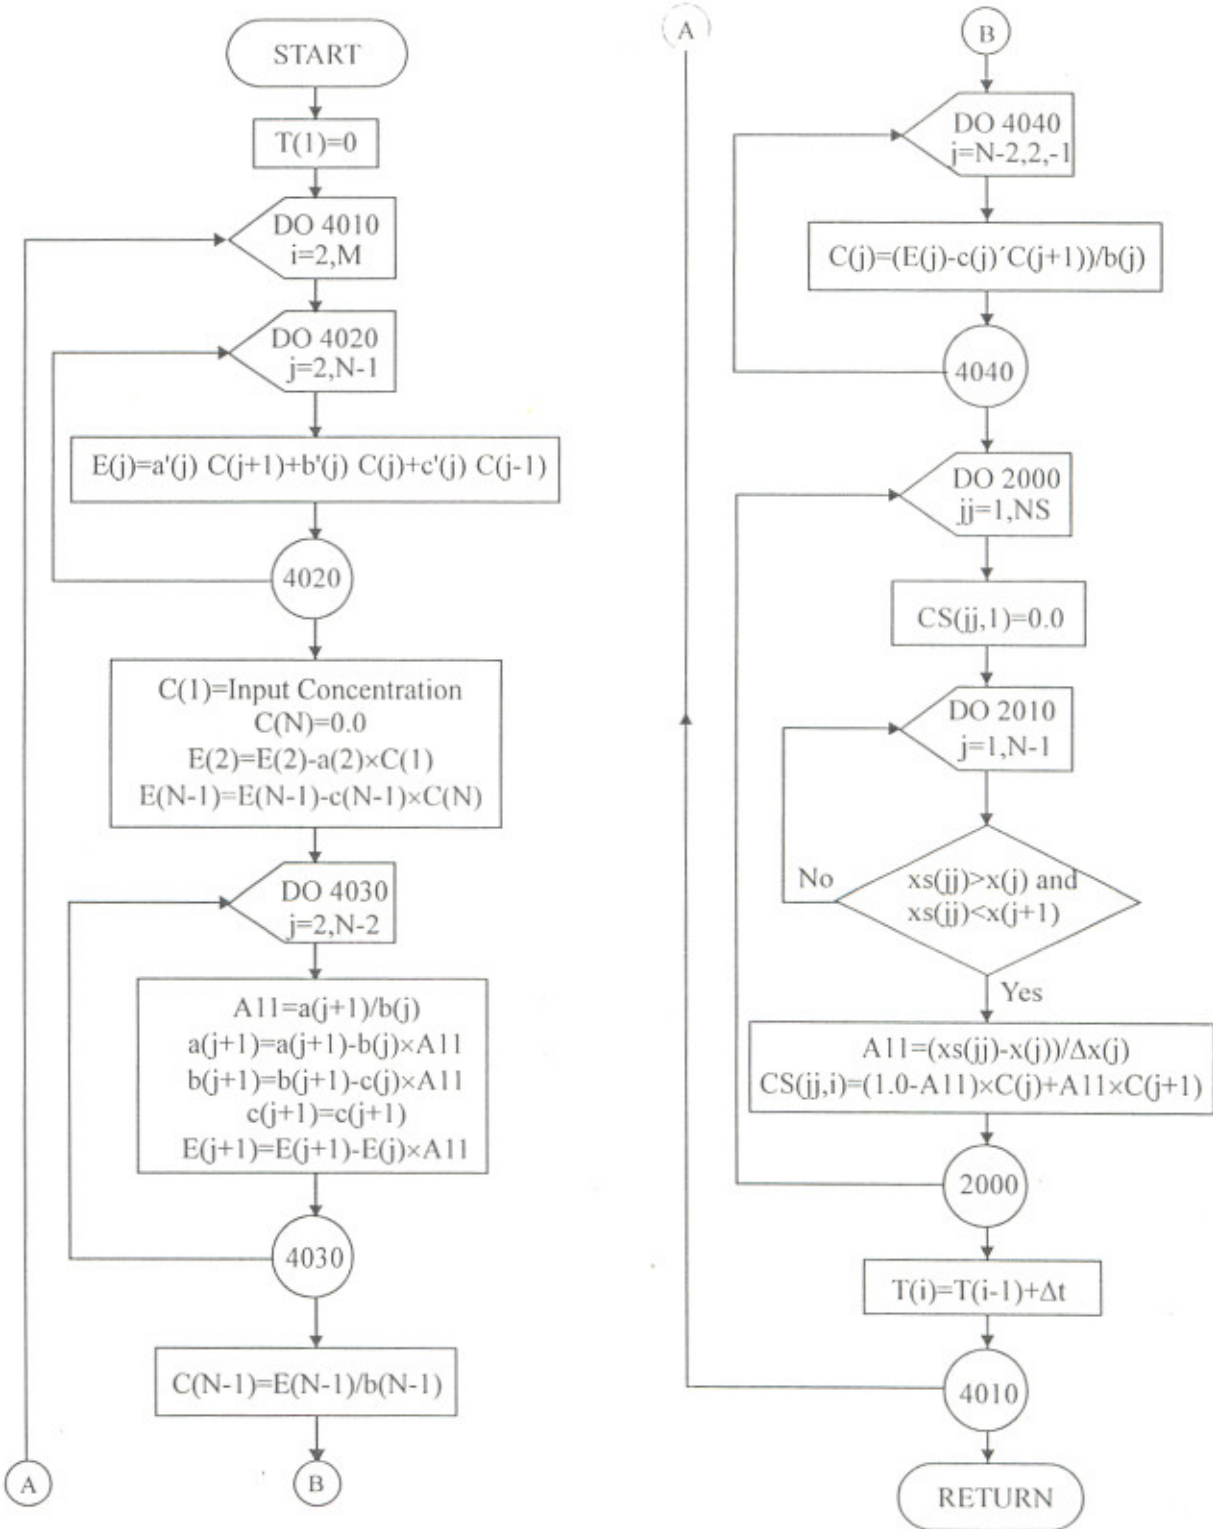 START
T(1)=0
DO 4010
i=2,M
DO 4020
j=2,N-1
E(j)=a'(j) C(j+1)+b'(j) C(j)+c'(j) C(j-1)
4020
C(1)=Input Concentration
C(N)=0.0
E(2)=E(2)-a(2)×C(1)
E(N-1)=E(N-1)-c(N-1)×C(N)
DO 4030
j=2,N-2
A11=a(j+1)/b(j)
a(j+1)=a(j+1)-b(j)×A11
b(j+1)=b(j+1)-c(j)×A11
c(j+1)=c(j+1)
E(j+1)=E(j+1)-E(j)×A11
4030
C(N-1)=E(N-1)/b(N-1)
A
B
A
B
DO 4040
j=N-2,2,-1
C(j)=(E(j)-c(j)´C(j+1))/b(j)
4040
DO 2000
jj=1,NS
CS(jj,1)=0.0
DO 2010
j=1,N-1
No
xs(jj)>x(j) and
xs(jj)<x(j+1)
Yes
A11=(xs(jj)-x(j))/Δx(j)
CS(jj,i)=(1.0-A11)×C(j)+A11×C(j+1)
2000
T(i)=T(i-1)+Δt
4010
RETURN